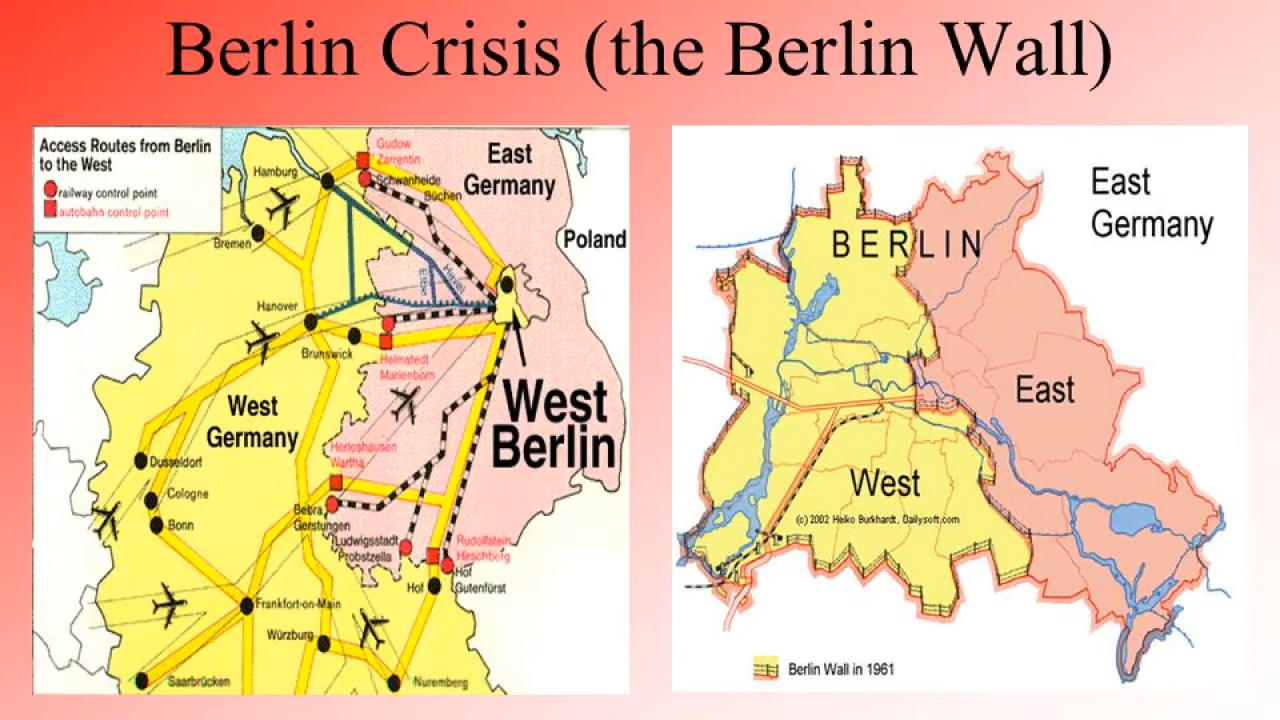 Berlin Crisis (the Berlin Wall)
Access Routes from Berlin
to the West
railway control point
autobahn control point
Gudow
Zarrentin
Hamburg
Schwanheide
Büchen
East
Germany
Bremen
Poland
Elbe
Havel
Hanover
Brunswick
Helmstedt
Marienborn
West
Germany
West
Berlin
Herleshausen
Wartha
Dusseldorf
Cologne
Bonn
Bebra
Gerstungen
Ludwigsstadt
Probstzella
Rudolfstein
Hirschberg
Hof
Hof
Gutenfürst
Frankfort-on-Main
Würzburg
Saarbrücken
Nuremberg
East
Germany
BERLIN
East
West
(c) 2002 Heiko Burkhardt, Dailysoft.com
Berlin Wall in 1961